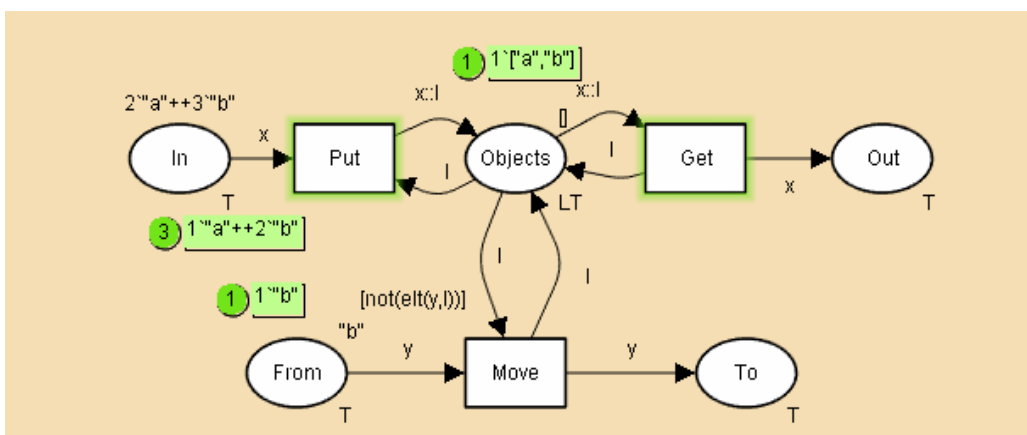 1 1`["a","b"]
2`"a"++3`"b"
x x::l [] x::l
In Put l Objects l Get Out
T LT x T
3 1`"a"++2`"b"
l l
1 1`"b" [not(elt(y,l))]
"b" y y
From Move To
T T